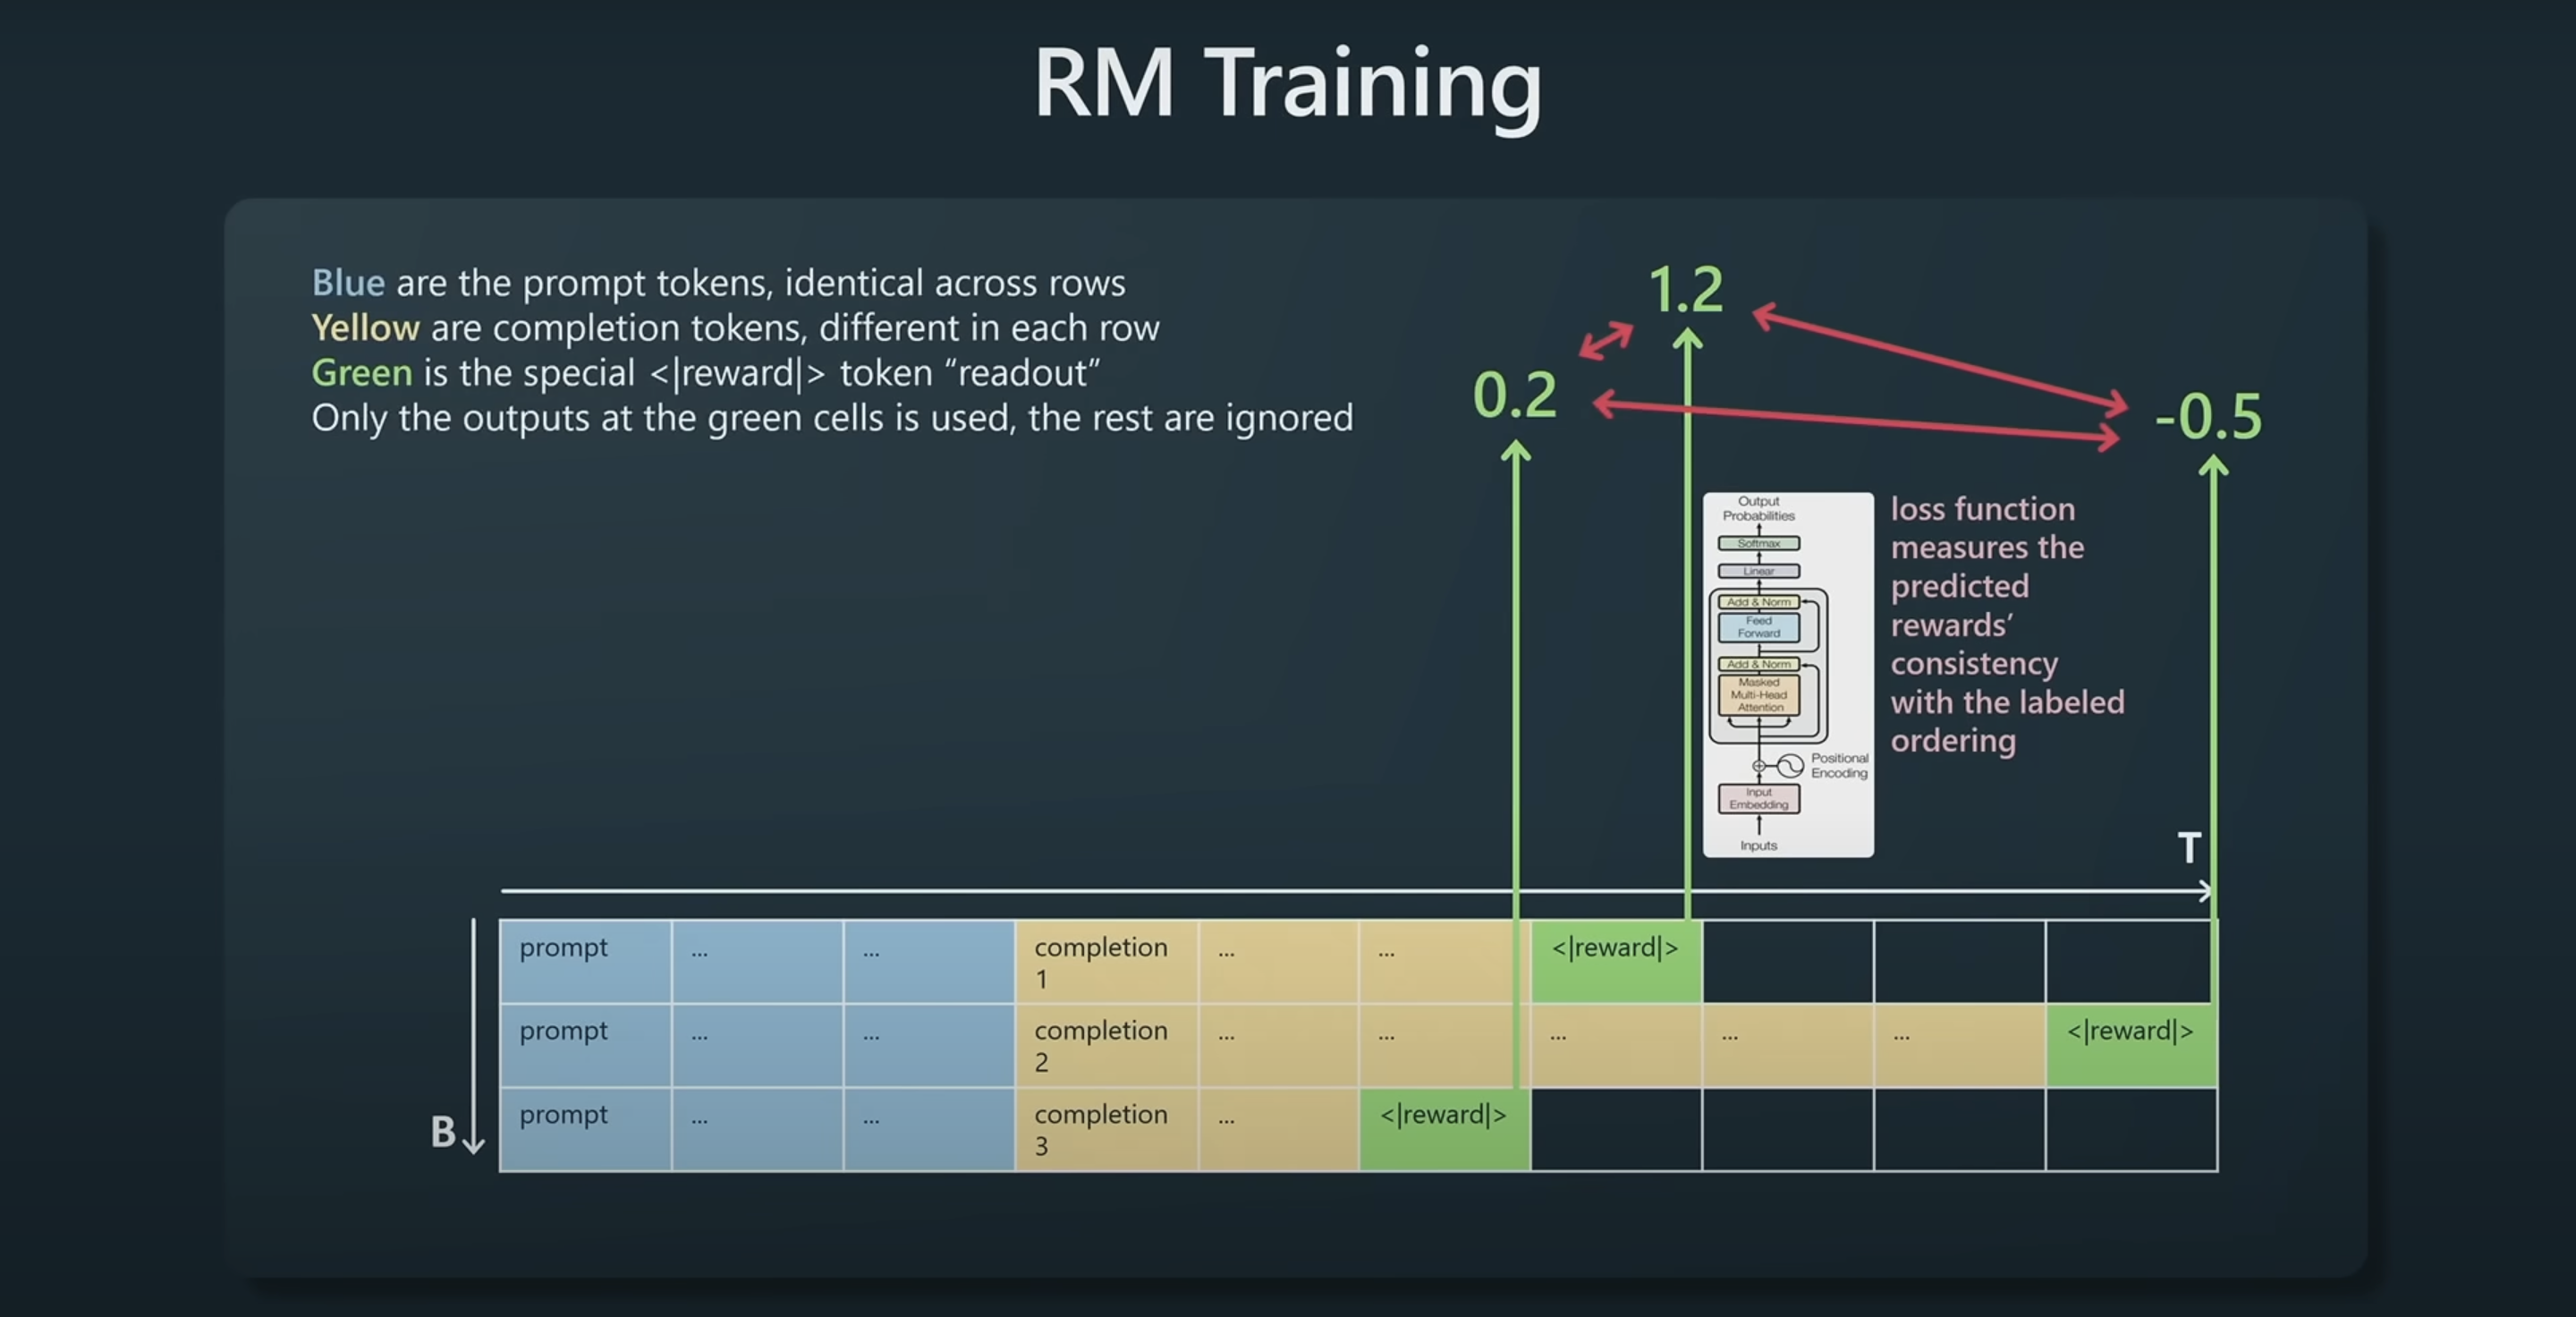 RM Training
Blue are the prompt tokens, identical across rows
Yellow are completion tokens, different in each row
Green is the special <|reward|> token “readout”
Only the outputs at the green cells is used, the rest are ignored
1.2
0.2
-0.5
Output
Probabilities
Softmax
Linear
Add & Norm
Feed
Forward
Add & Norm
Masked
Multi-Head
Attention
Positional
Encoding
Input
Embedding
Inputs
loss function
measures the
predicted
rewards’
consistency
with the labeled
ordering
T
B
prompt ... ... completion ... ... <|reward|>
1
prompt ... ... completion ... ... ... ... ... <|reward|>
2
prompt ... ... completion ... <|reward|>
3